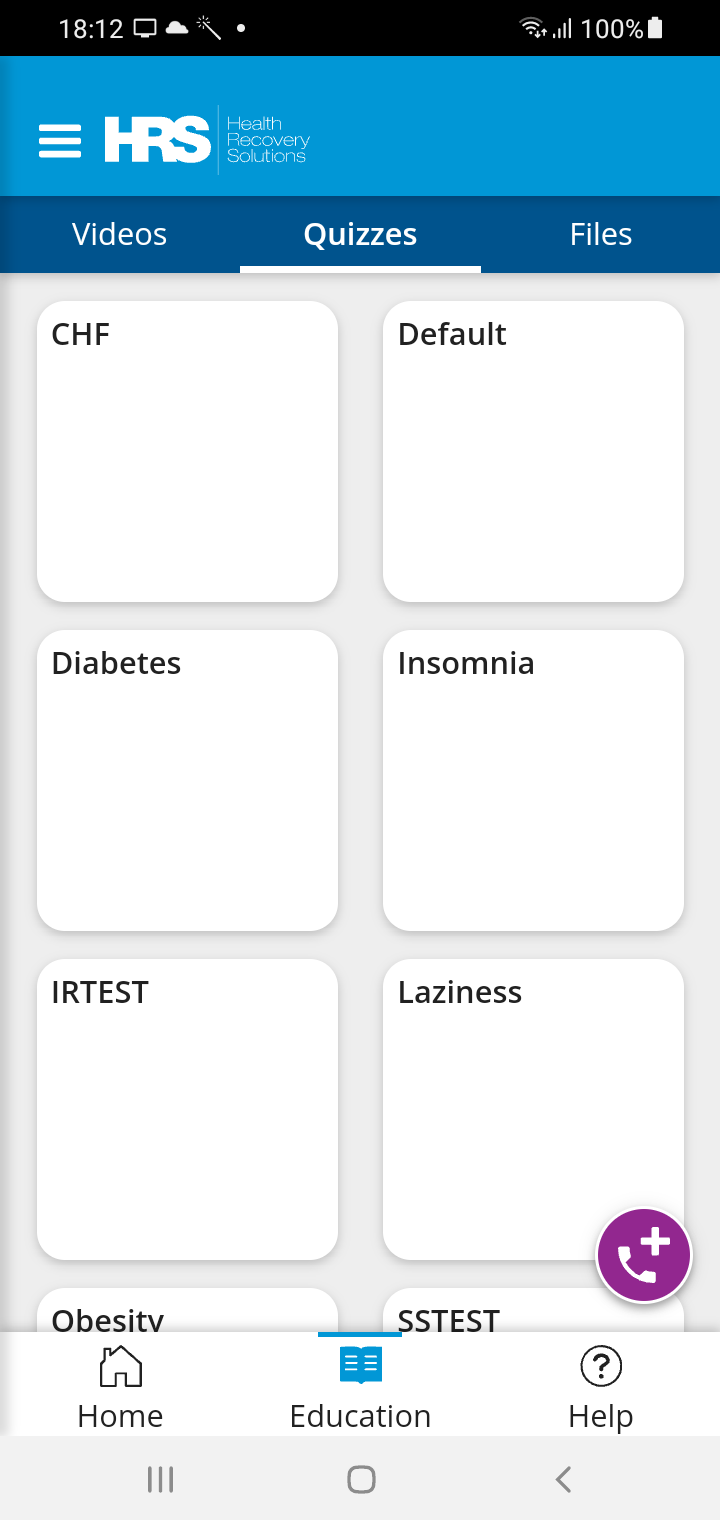 18:12
100%
HRS Health
Recovery
Solutions
Videos Quizzes Files
CHF Default
Diabetes Insomnia
IRTEST Laziness
Obesity SSTEST
Home Education Help